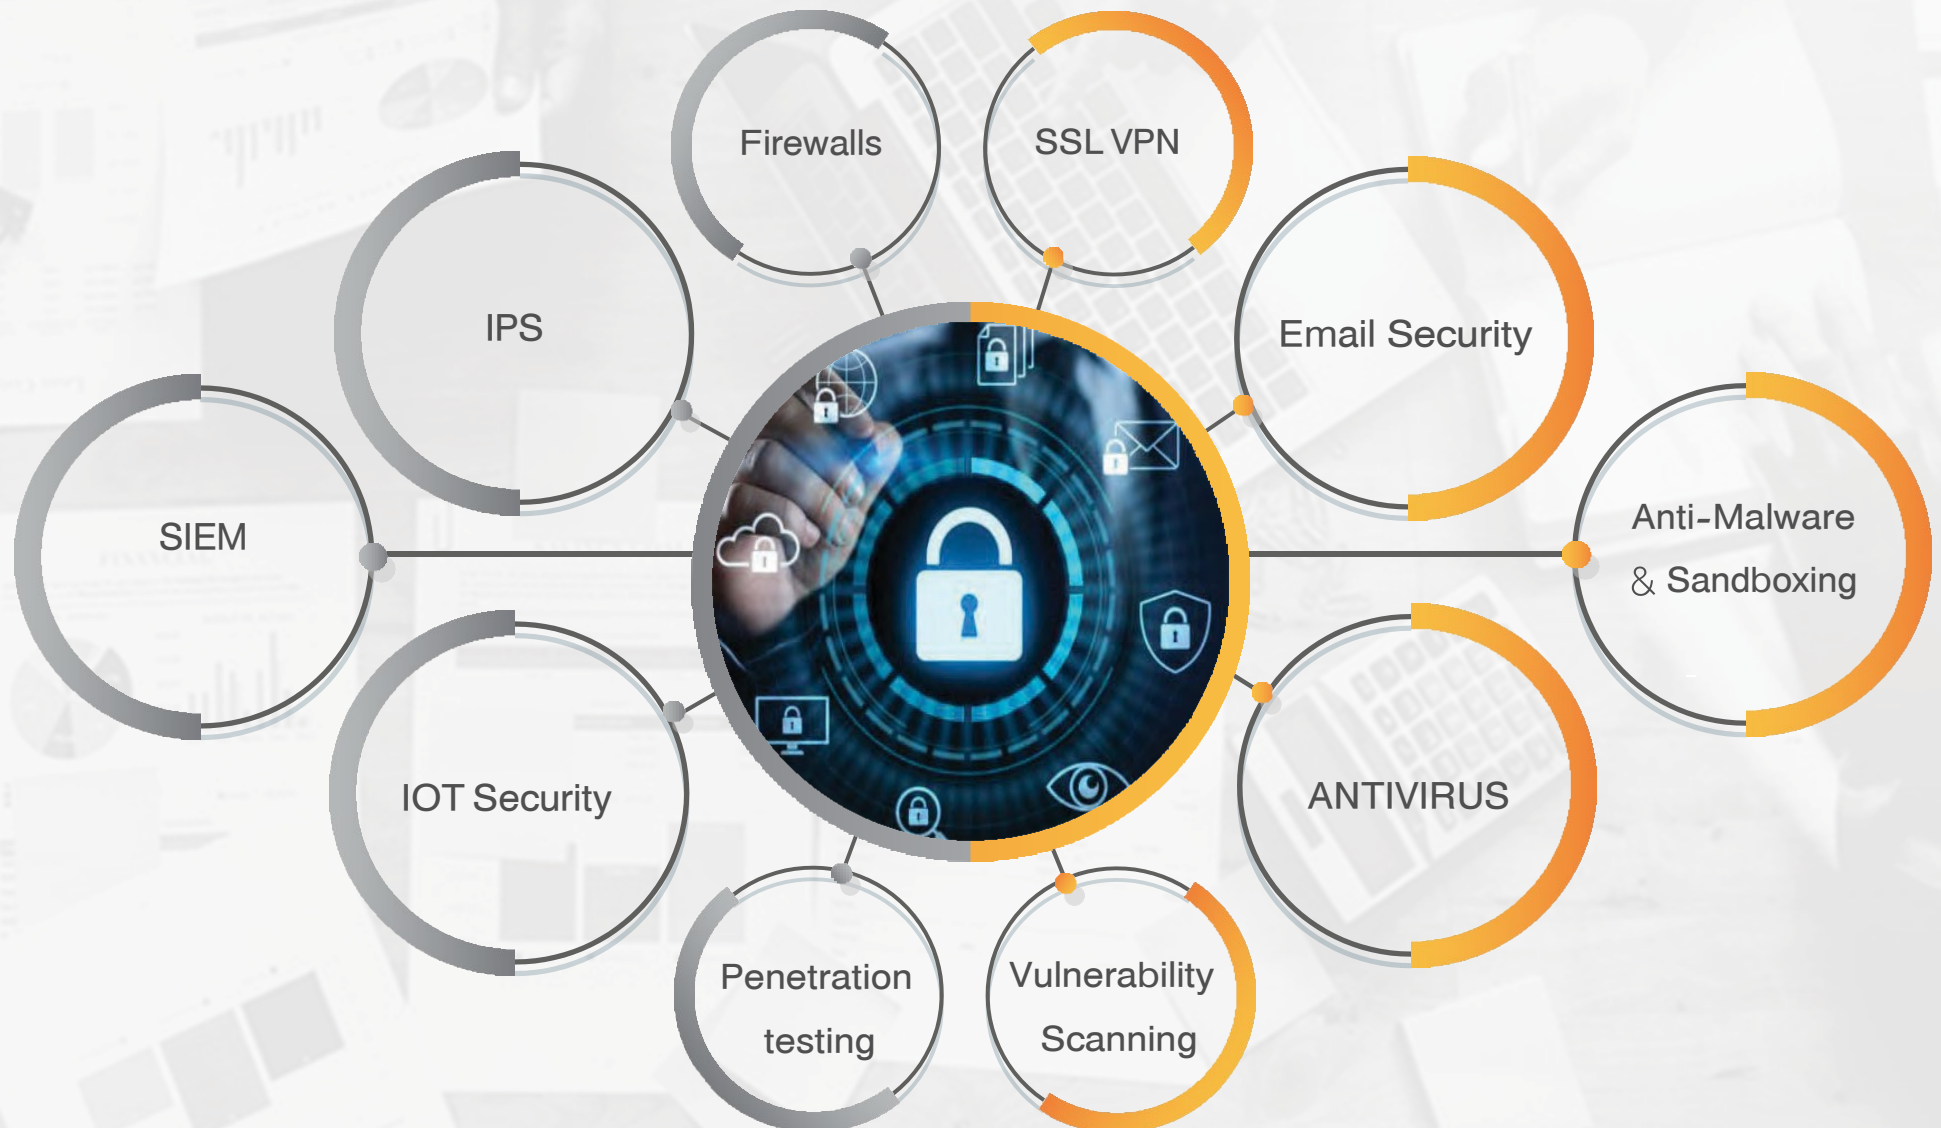 Firewalls
SSL VPN
IPS
Email Security
SIEM
Anti-Malware
& Sandboxing
IOT Security
ANTIVIRUS
Penetration
testing
Vulnerability
Scanning